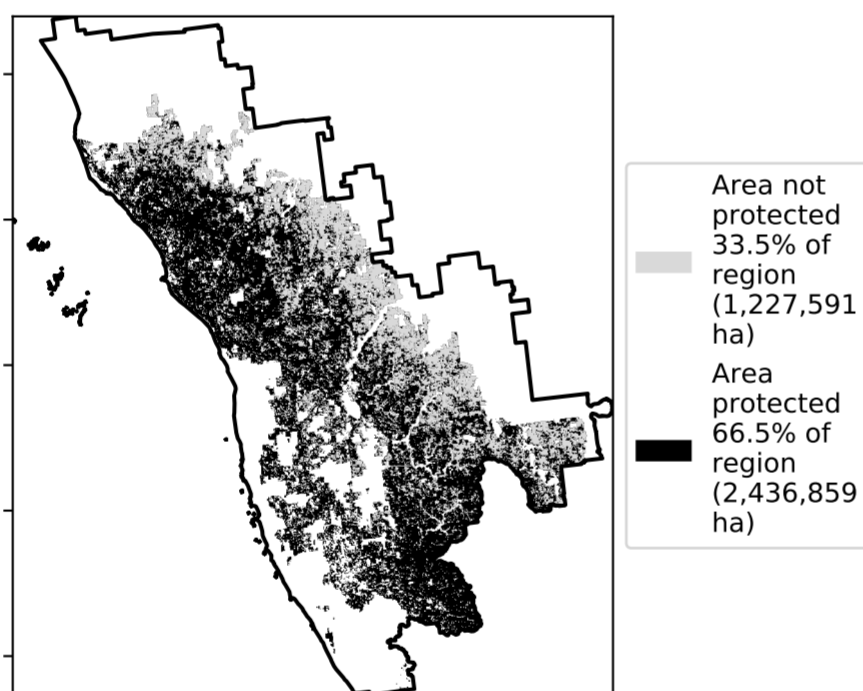 Area not
protected
33.5% of
region
(1,227,591
ha)
Area
protected
66.5% of
region
(2,436,859
ha)